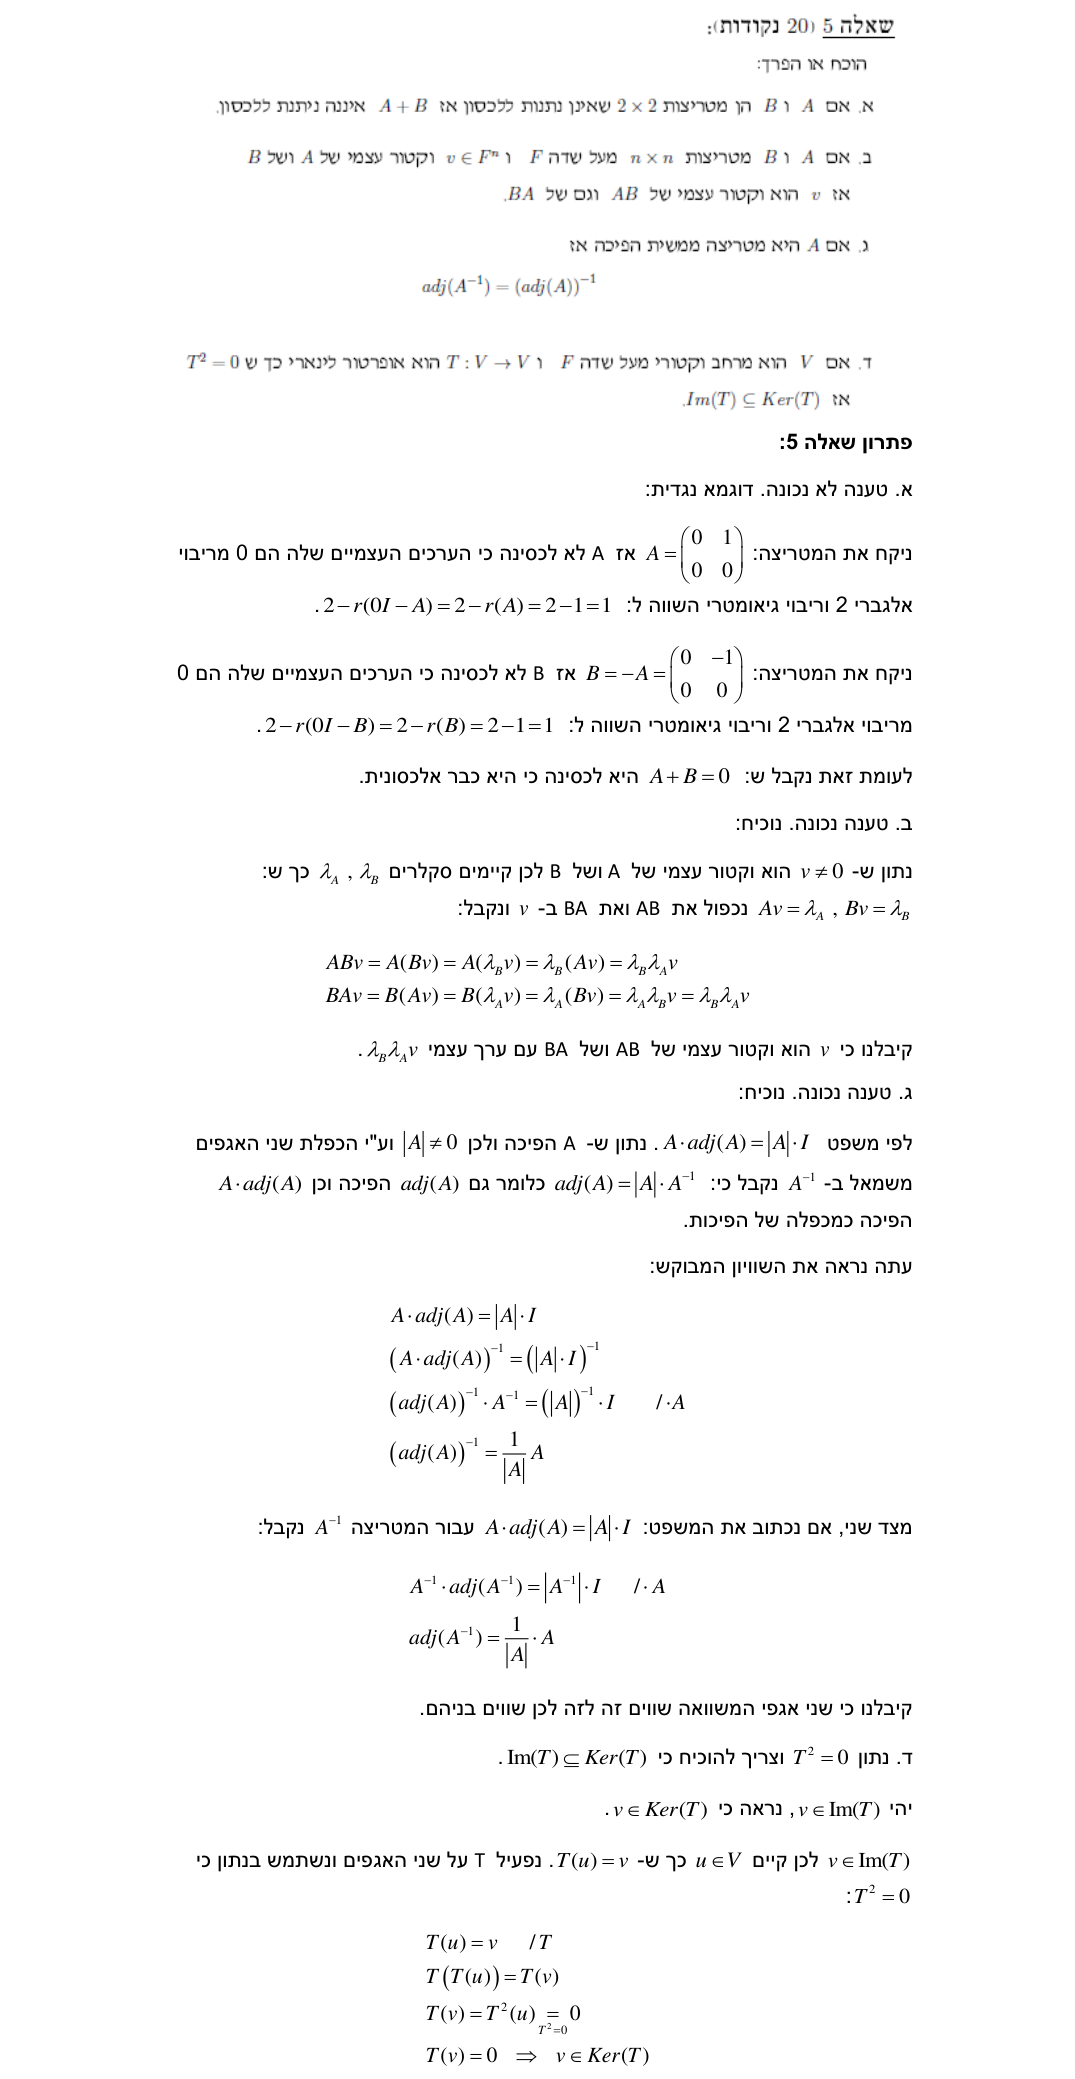 שאלה 5 (20 נקודות):
הוכח או הפרך:
א. אם A ו B הן מטריצות 2 × 2 שאינן נתנות ללכסון אז A + B איננה ניתנת ללכסון.
ב. אם A ו B מטריצות n × n מעל שדה F ו v ∈ Fⁿ וקטור עצמי של A ושל B
אז v הוא וקטור עצמי של AB וגם של BA.
ג. אם A היא מטריצה ממשית הפיכה אז
adj(A⁻¹) = (adj(A))⁻¹
ד. אם V הוא מרחב וקטורי מעל שדה F ו T : V → V הוא אופרטור לינארי כך ש T² = 0
אז Im(T) ⊆ Ker(T).
פתרון שאלה 5:
א. טענה לא נכונה. דוגמא נגדית:
ניקח את המטריצה: A = (0 1; 0 0) אז A לא לכסינה כי הערכים העצמיים שלה הם 0 מריבוי
אלגברי 2 וריבוי גיאומטרי השווה ל: 2 − r(0I − A) = 2 − r(A) = 2 − 1 = 1.
ניקח את המטריצה: B = −A = (0 −1; 0 0) אז B לא לכסינה כי הערכים העצמיים שלה הם 0
מריבוי אלגברי 2 וריבוי גיאומטרי השווה ל: 2 − r(0I − B) = 2 − r(B) = 2 − 1 = 1.
לעומת זאת נקבל ש: A + B = 0 היא לכסינה כי היא כבר אלכסונית.
ב. טענה נכונה. נוכיח:
נתון ש- v ≠ 0 הוא וקטור עצמי של A ושל B לכן קיימים סקלרים λ_A , λ_B כך ש:
Av = λ_A , Bv = λ_B נכפול את AB ואת BA ב- v ונקבל:
ABv = A(Bv) = A(λ_B v) = λ_B(Av) = λ_B λ_A v
BAv = B(Av) = B(λ_A v) = λ_A(Bv) = λ_A λ_B v = λ_B λ_A v
קיבלנו כי v הוא וקטור עצמי של AB ושל BA עם ערך עצמי λ_B λ_A v.
ג. טענה נכונה. נוכיח:
לפי משפט A · adj(A) = |A| · I. נתון ש- A הפיכה ולכן |A| ≠ 0 וע"י הכפלת שני האגפים
משמאל ב- A⁻¹ נקבל כי: adj(A) = |A| · A⁻¹ כלומר גם adj(A) הפיכה וכן A · adj(A)
הפיכה כמכפלה של הפיכות.
עתה נראה את השוויון המבוקש:
A · adj(A) = |A| · I
(A · adj(A))⁻¹ = (|A| · I)⁻¹
(adj(A))⁻¹ · A⁻¹ = (|A|)⁻¹ · I / · A
(adj(A))⁻¹ = 1/|A| A
מצד שני, אם נכתוב את המשפט: A · adj(A) = |A| · I עבור המטריצה A⁻¹ נקבל:
A⁻¹ · adj(A⁻¹) = |A⁻¹| · I / · A
adj(A⁻¹) = 1/|A| · A
קיבלנו כי שני אגפי המשוואה שווים זה לזה לכן שווים בניהם.
ד. נתון T² = 0 וצריך להוכיח כי Im(T) ⊆ Ker(T).
יהי v ∈ Im(T), נראה כי v ∈ Ker(T).
v ∈ Im(T) לכן קיים u ∈ V כך ש- T(u) = v. נפעיל T על שני האגפים ונשתמש בנתון כי
T² = 0:
T(u) = v / T
T(T(u)) = T(v)
T(v) = T²(u) = 0
T²=0
T(v) = 0 ⇒ v ∈ Ker(T)